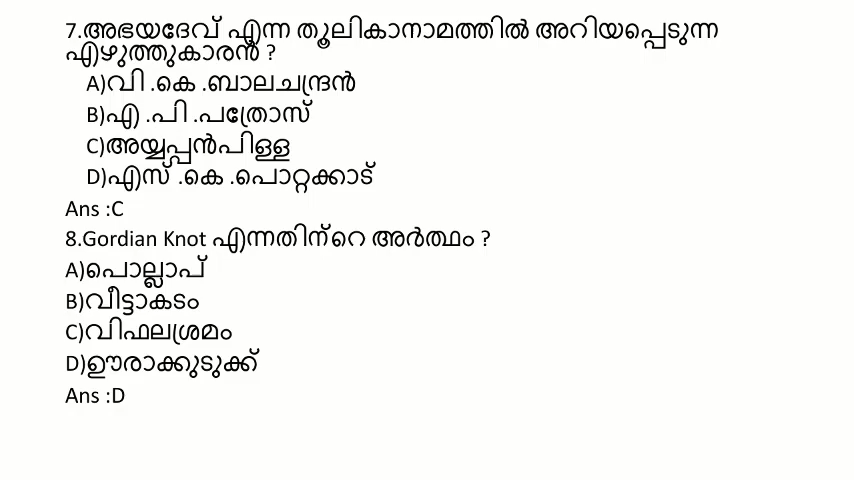 7.അഭയദേവ് എന്ന തൂലികാനാമത്തിൽ അറിയപ്പെടുന്ന
എഴുത്തുകാരൻ ?
A)വി .കെ .ബാലചന്ദ്രൻ
B)എ .പി .പത്രോസ്
C)അയ്യപ്പൻപിള്ള
D)എസ് .കെ .പൊറ്റക്കാട്
Ans :C
8.Gordian Knot എന്നതിന്റെ അർത്ഥം ?
A)പൊല്ലാപ്
B)വീട്ടാകടം
C)വിഫലശ്രമം
D)ഊരാക്കുടുക്ക്
Ans :D